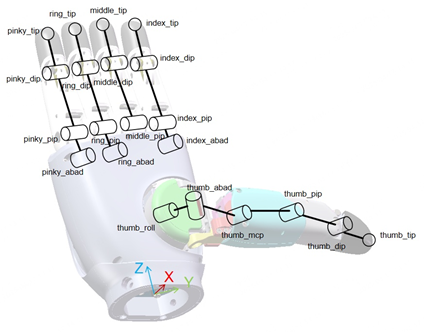 middle_tip
ring_tip
index_tip
pinky_tip
index_dip
pinky_dip
ring_dip
middle_dip
index_pip
pinky_pip
ring_pip
middle_pip
index_abad
ring_abad
pinky_abad
thumb_abad
thumb_pip
thumb_roll
thumb_mcp
thumb_dip
thumb_tip
Z
X
Y